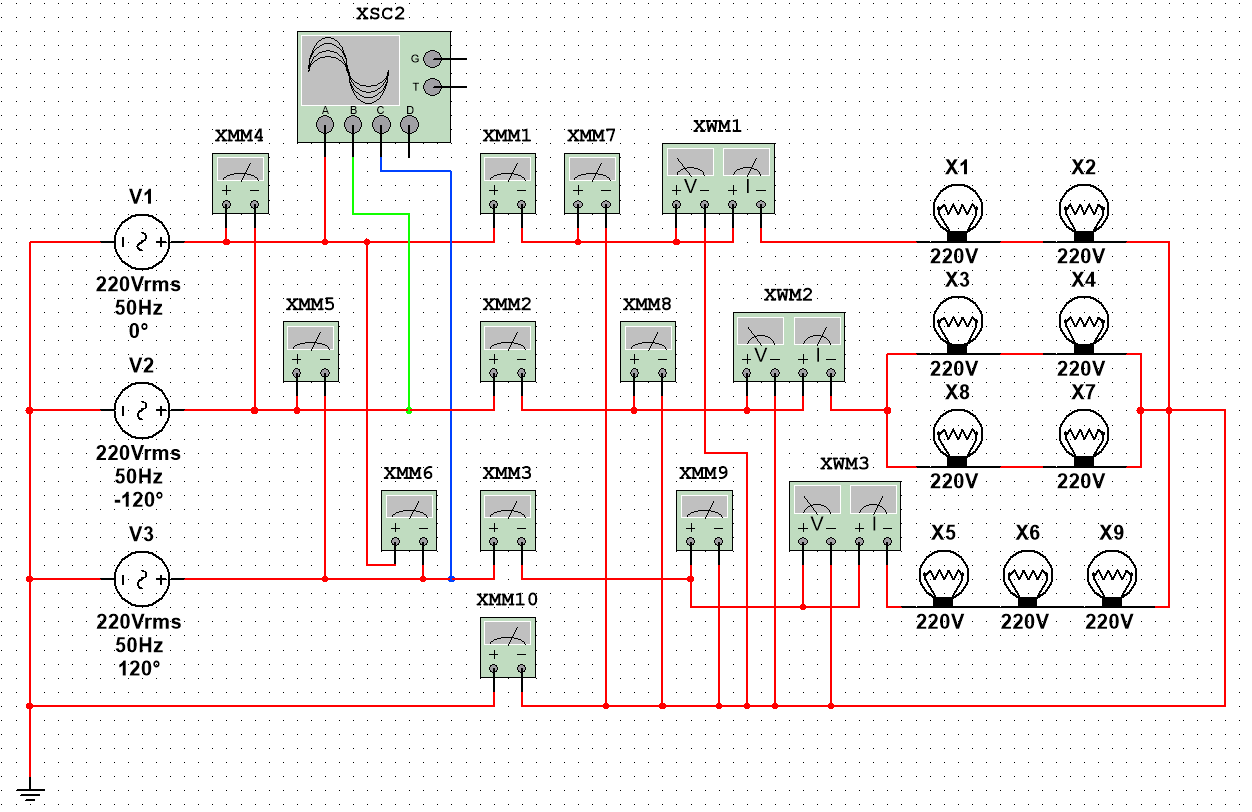 XSC2
G
T
A B C D
XMM4
XMM1
XMM7
XWM1
+ −
+ −
+ −
+ V − + I −
X1
X2
V1
220V
220V
220Vrms
50Hz
0°
X3
X4
XMM5
XMM2
XMM8
XWM2
+ −
+ −
+ −
+ V − + I −
220V
220V
V2
X8
X7
220Vrms
50Hz
-120°
220V
220V
XMM6
XMM3
XMM9
XWM3
+ −
+ −
+ −
+ V − + I −
V3
X5
X6
X9
220Vrms
50Hz
120°
220V
220V
220V
XMM10
+ −